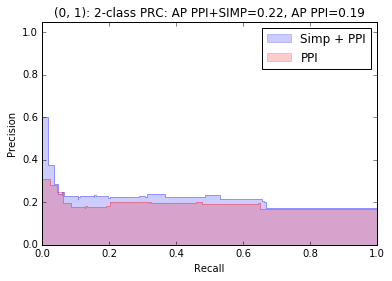 (0, 1): 2-class PRC: AP PPI+SIMP=0.22, AP PPI=0.19
Simp + PPI
PPI
Precision
1.0
0.8
0.6
0.4
0.2
0.0
0.0 0.2 0.4 0.6 0.8 1.0
Recall